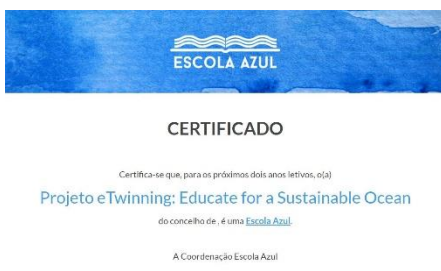 ESCOLA AZUL
CERTIFICADO
Certifica-se que, para os próximos dois anos letivos, o(a)
Projeto eTwinning: Educate for a Sustainable Ocean
do concelho de , é uma Escola Azul.
A Coordenação Escola Azul